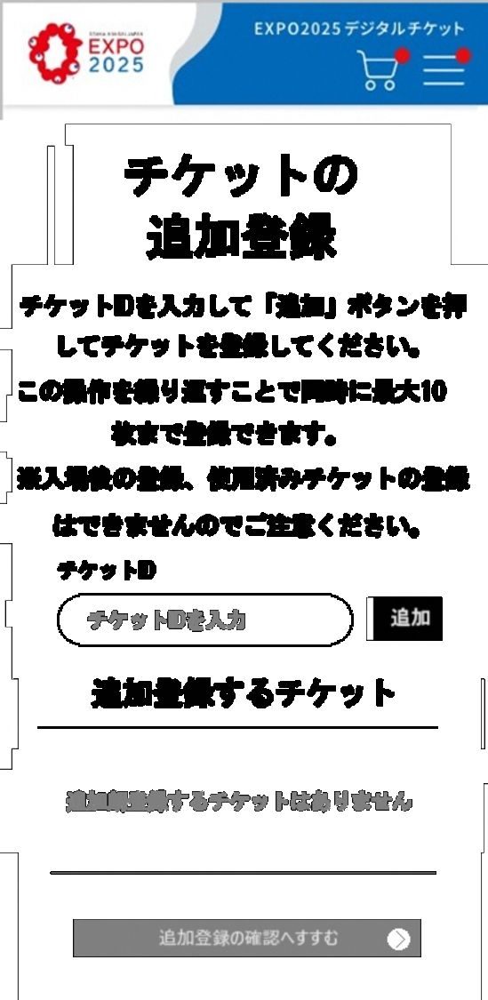 OSAKA, KANSAI, JAPAN
EXPO
2025
EXPO2025デジタルチケット
チケットの
追加登録
チケットIDを入力して「追加」ボタンを押
してチケットを登録してください。
この操作を繰り返すことで同時に最大10
枚まで登録できます。
※入場後の登録、使用済みチケットの登録
はできませんのでご注意ください。
チケットID
チケットIDを入力
追加
追加登録するチケット
追加登録するチケットはありません
追加登録の確認へすすむ